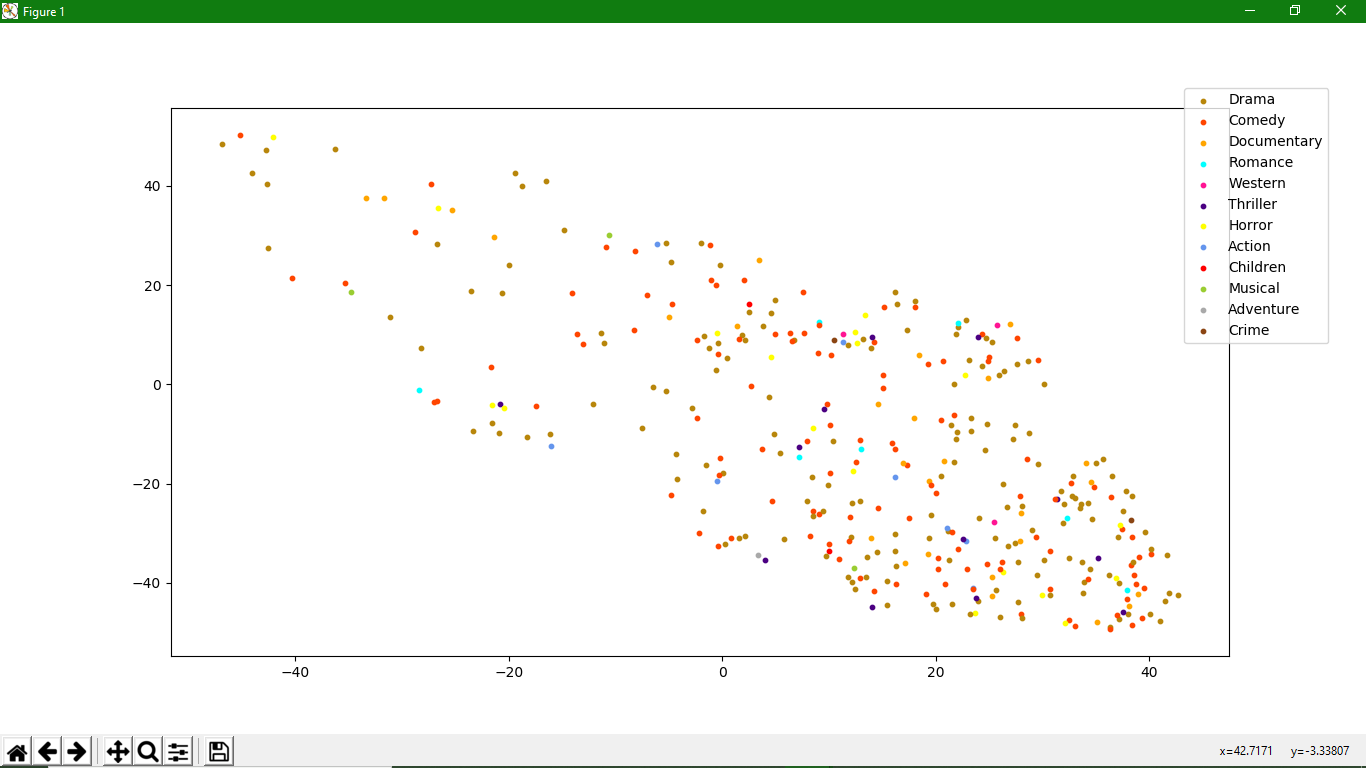 Figure 1
Drama
Comedy
Documentary
Romance
Western
Thriller
Horror
Action
Children
Musical
Adventure
Crime
40
20
0
−20
−40
−40 −20 0 20 40
x=42.7171 y=-3.33807